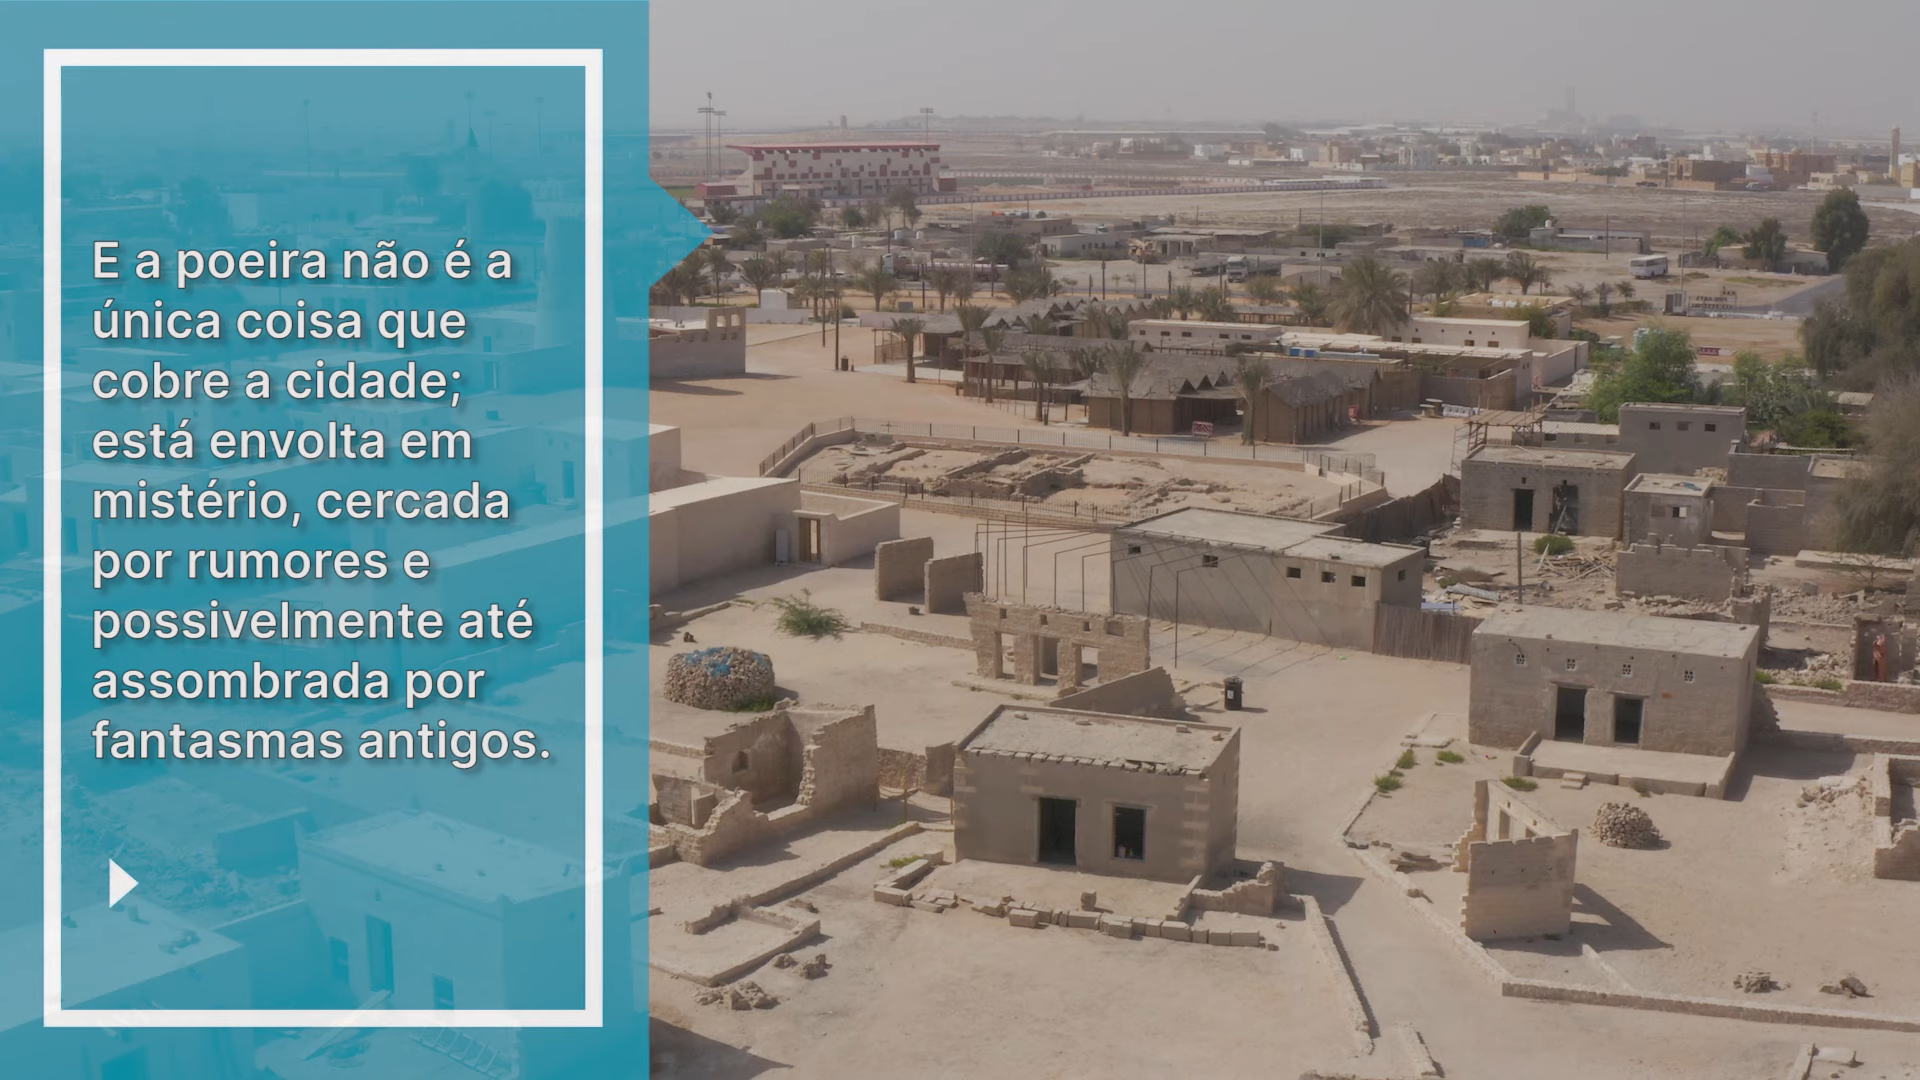 E a poeira não é a
única coisa que
cobre a cidade;
está envolta em
mistério, cercada
por rumores e
possivelmente até
assombrada por
fantasmas antigos.